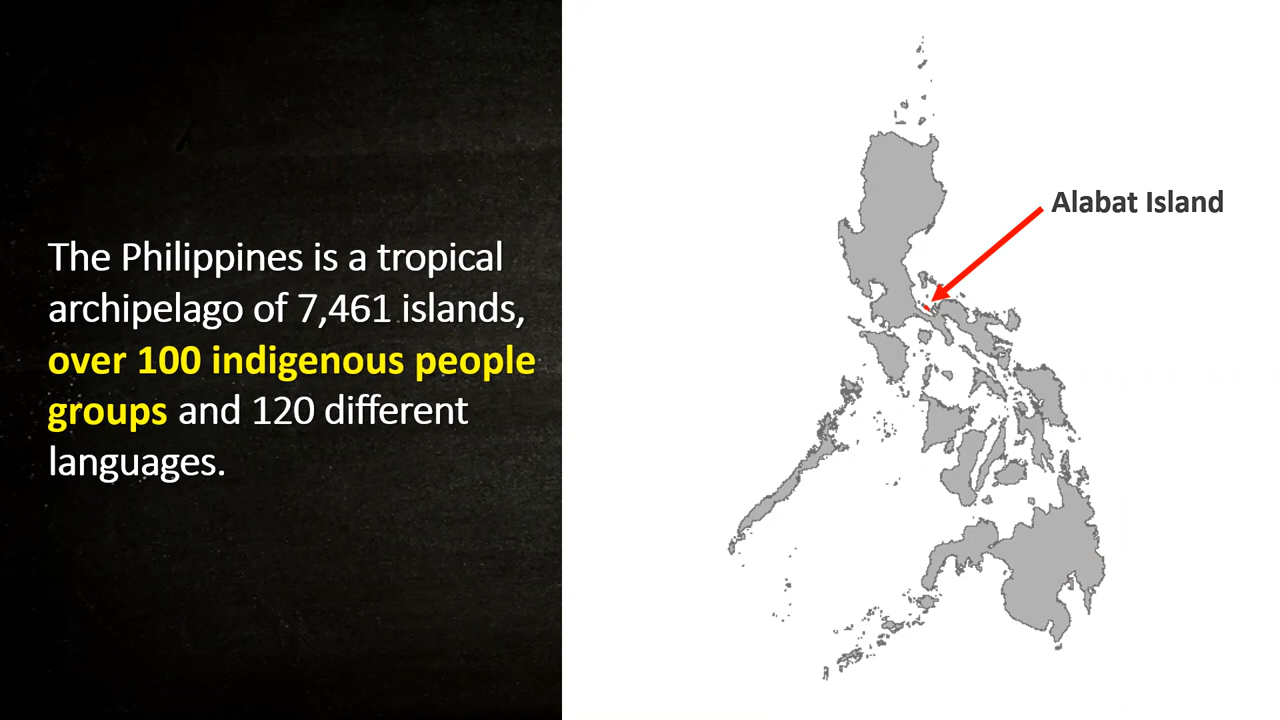 The Philippines is a tropical
archipelago of 7,461 islands,
over 100 indigenous people
groups and 120 different
languages.
Alabat Island